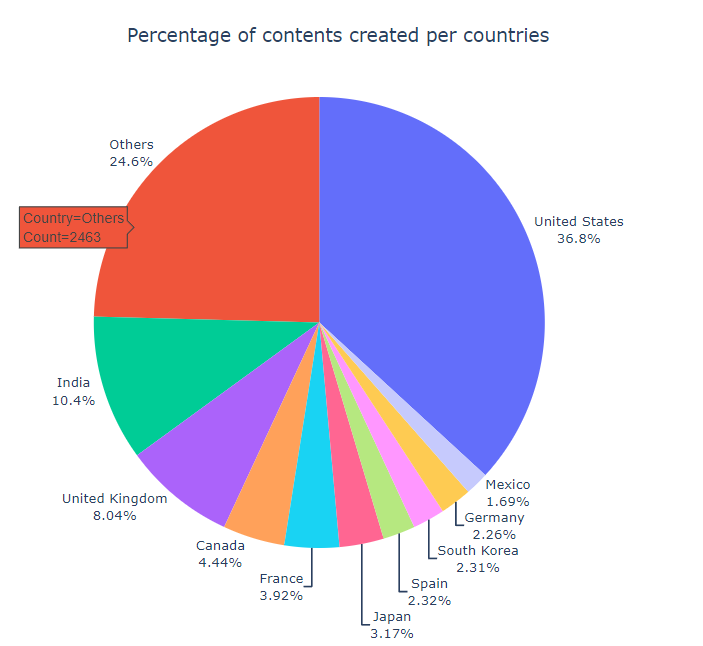 Percentage of contents created per countries
Others
24.6%
Country=Others
Count=2463
United States
36.8%
India
10.4%
United Kingdom
8.04%
Canada
4.44%
France
3.92%
Japan
3.17%
Spain
2.32%
South Korea
2.31%
Germany
2.26%
Mexico
1.69%